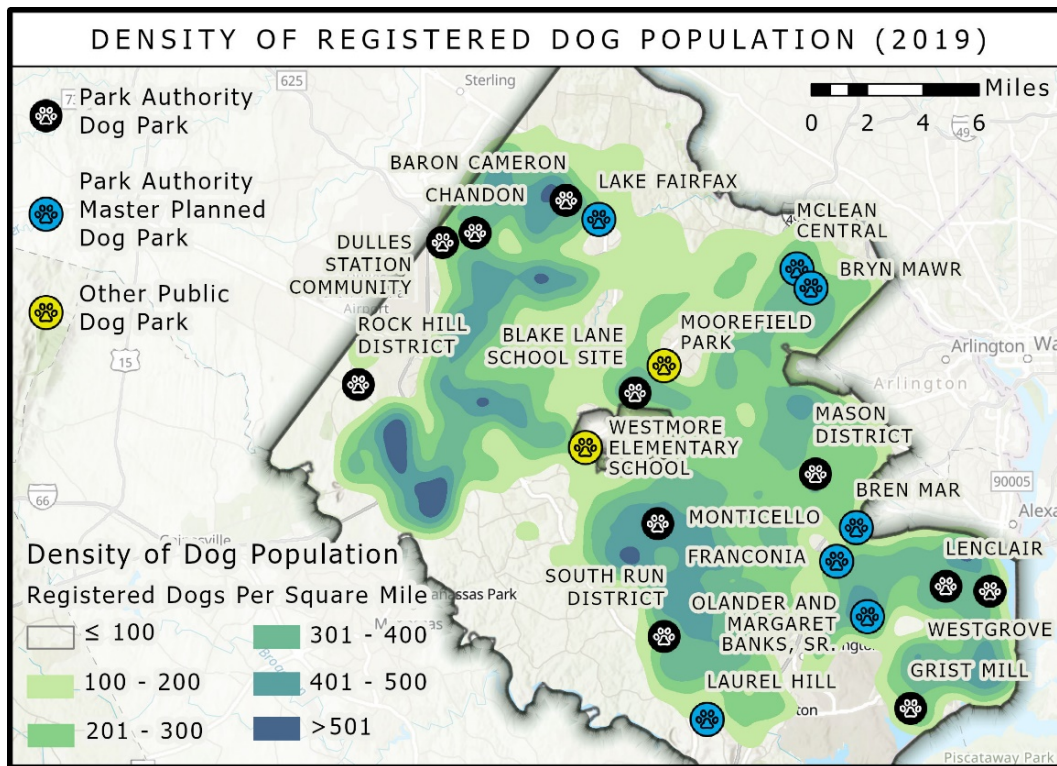 DENSITY OF REGISTERED DOG POPULATION (2019)
Park Authority
Dog Park
Park Authority
Master Planned
Dog Park
Other Public
Dog Park
Miles
0 2 4 6
625
Sterling
BARON CAMERON
CHANDON
LAKE FAIRFAX
MCLEAN
CENTRAL
BRYN MAWR
DULLES
STATION
COMMUNITY
Airport
ROCK HILL
DISTRICT
BLAKE LANE
SCHOOL SITE
MOOREFIELD
PARK
15
Arlington
Arlington
MASON
DISTRICT
WESTMORE
ELEMENTARY
SCHOOL
BREN MAR
90005
66
MONTICELLO
FRANCONIA
LENCLAIR
SOUTH RUN
DISTRICT
OLANDER AND
MARGARET
BANKS, SR.
WESTGROVE
GRIST MILL
LAUREL HILL
Density of Dog Population
Registered Dogs Per Square Mile
≤ 100
100 - 200
201 - 300
301 - 400
401 - 500
>501
Piscataway Park